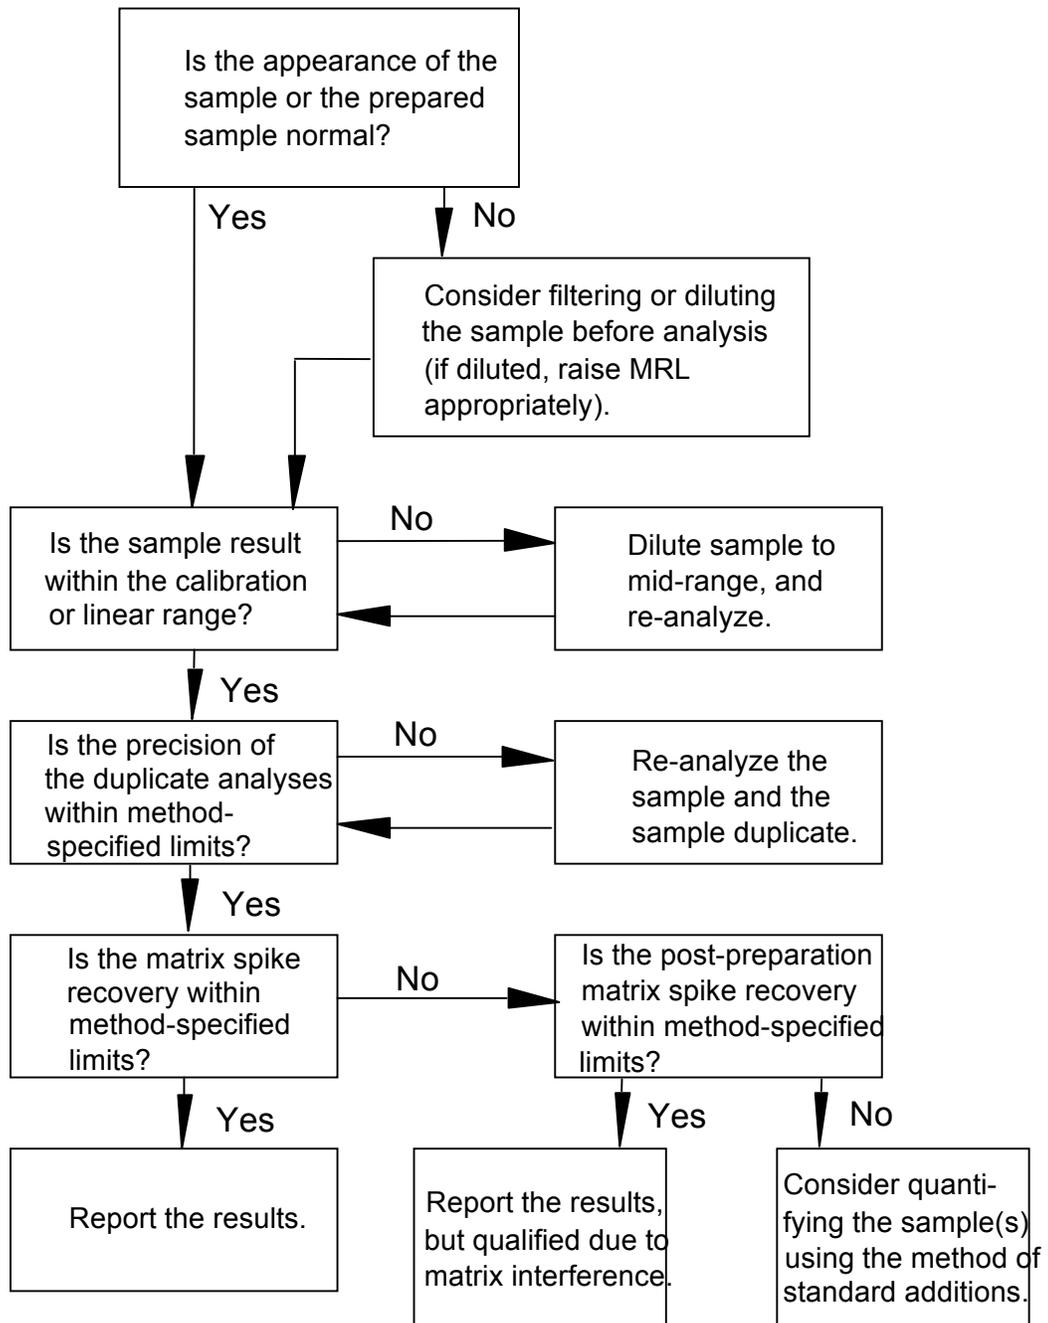 Is the appearance of the
sample or the prepared
sample normal?
Yes
No
Consider filtering or diluting
the sample before analysis
(if diluted, raise MRL
appropriately).
Is the sample result
within the calibration
or linear range?
No
Dilute sample to
mid-range, and
re-analyze.
Yes
Is the precision of
the duplicate analyses
within method-
specified limits?
No
Re-analyze the
sample and the
sample duplicate.
Yes
Is the matrix spike
recovery within
method-specified
limits?
No
Is the post-preparation
matrix spike recovery
within method-specified
limits?
Yes
Yes
No
Report the results.
Report the results,
but qualified due to
matrix interference.
Consider quanti-
fying the sample(s)
using the method of
standard additions.